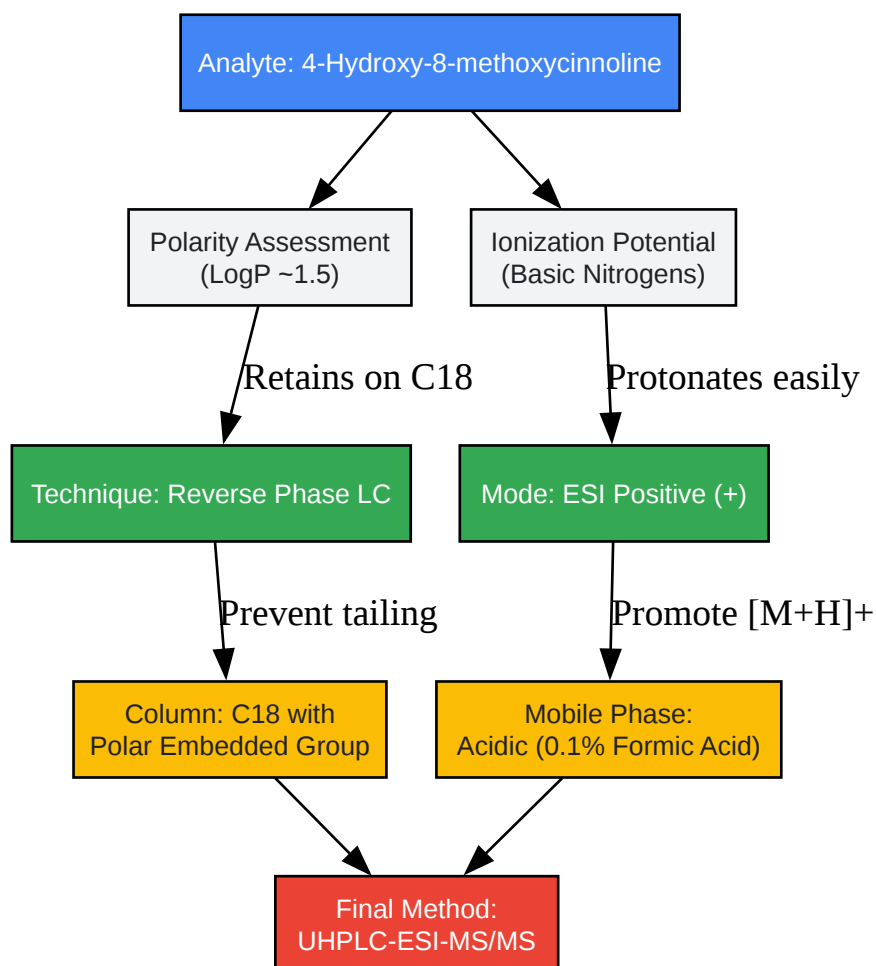 Analyte: 4-Hydroxy-8-methoxycinnoline
Polarity Assessment
(LogP ~1.5)
Ionization Potential
(Basic Nitrogens)
Retains on C18
Protonates easily
Technique: Reverse Phase LC
Mode: ESI Positive (+)
Prevent tailing
Promote [M+H]+
Column: C18 with
Polar Embedded Group
Mobile Phase:
Acidic (0.1% Formic Acid)
Final Method:
UHPLC-ESI-MS/MS